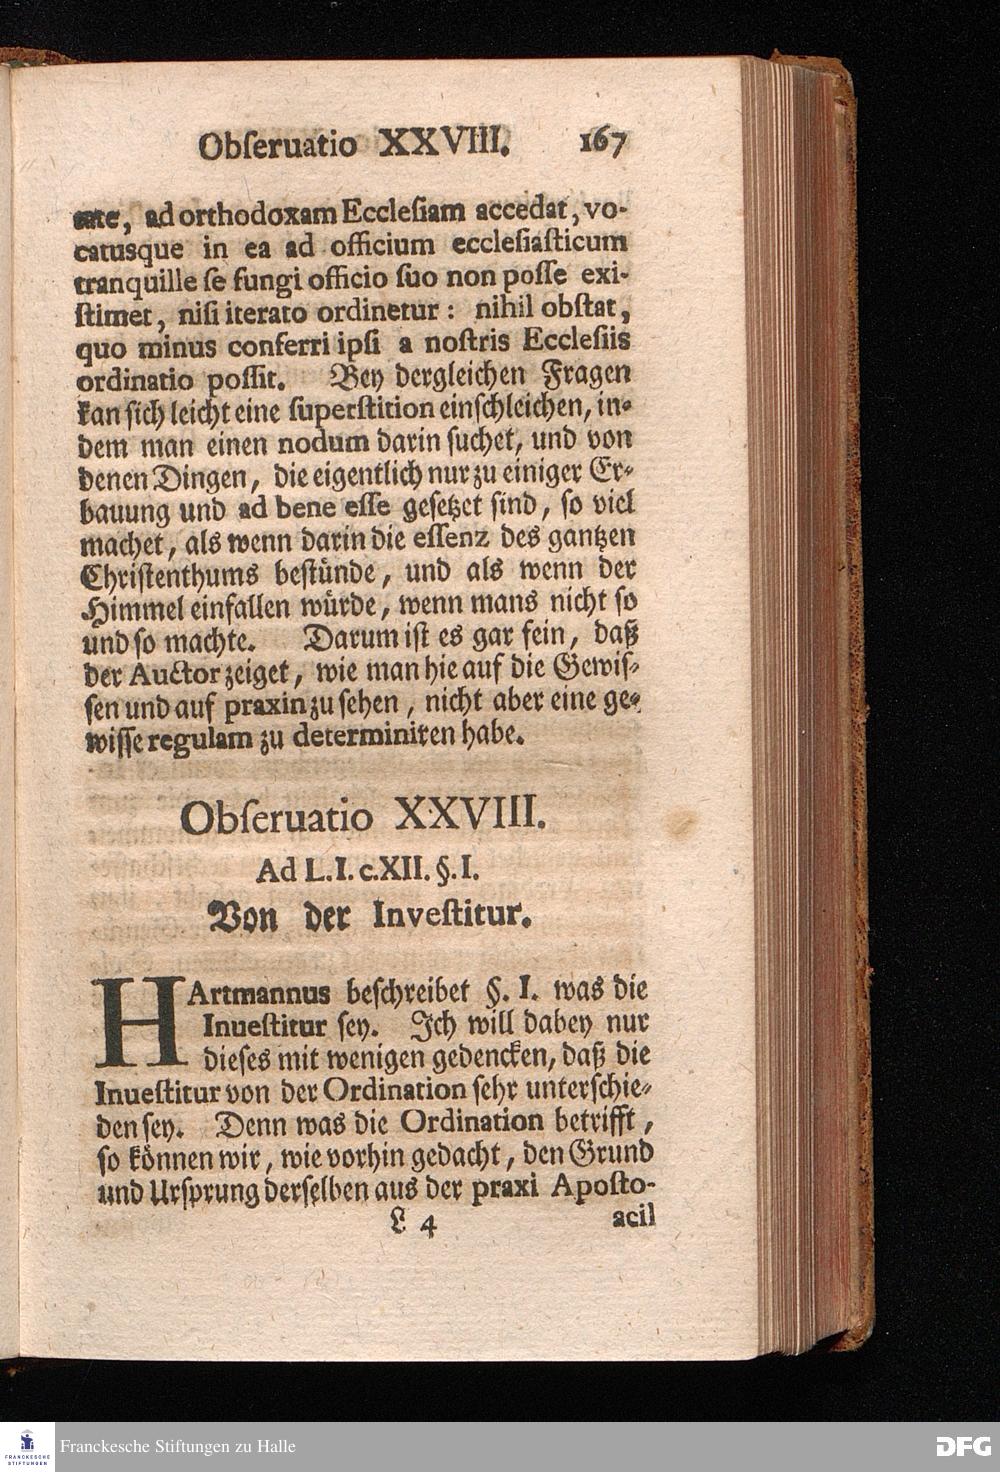 Obſeruatio XXVIII. 167
ad orthodoxam Eccleſiam accedat, vo-
catusque in ea ad officium eccleſiaſticum
tranquille ſe fungi officio ſuo non poſſe exi-
ſtimet, niſi iterato ordinetur: nihil obſtat,
quo minus conferri ipſi a noſtris Eccleſiis
ordinatio poſſit. Bey dergleichen Fragen
kan ſich leicht eine ſuperſtition einſchleichen, in-
dem man einen nodum darin ſuchet, und von
denen Dingen, die eigentlich nur zu einiger Er-
bauung und ad bene eſſe geſetzet ſind, ſo viel
machet, als wenn darin die eſſenz des gantzen
Chriſtenthums beſtünde, und als wenn der
Himmel einfallen würde, wenn mans nicht ſo
und ſo machte. Darum iſt es gar fein, daß
der Auctor zeiget, wie man hie auf die Gewiſ-
ſen und auf praxin zu ſehen, nicht aber eine ge-
wiſſe regulam zu determiniren habe.
Obſeruatio XXVIII.
Ad L.I. c.XII. §.I.
Von der Inveſtitur.
HArtmannus beſchreibet §. I. was die
Inueſtitur ſey. Ich will dabey nur
dieſes mit wenigen gedencken, daß die
Inueſtitur von der Ordination ſehr unterſchie-
den ſey. Denn was die Ordination betrifft,
ſo können wir, wie vorhin gedacht, den Grund
und Urſprung derſelben aus der praxi Apoſto-
L 4 acil
Franckesche Stiftungen zu Halle
FRANCKESCHE
STIFTUNGEN
DFG